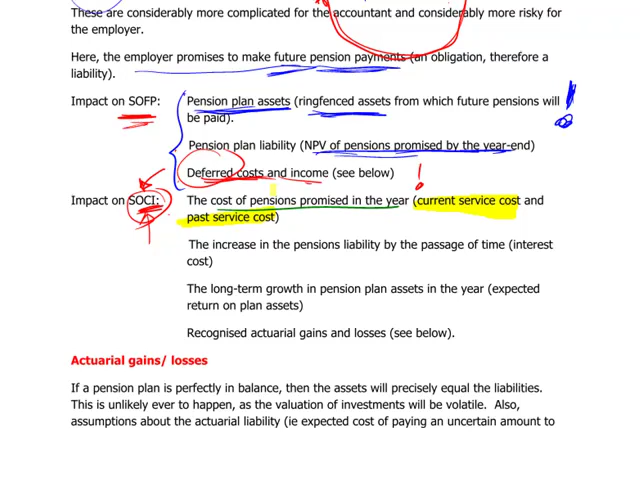 These are considerably more complicated for the accountant and considerably more risky for
the employer.
Here, the employer promises to make future pension payments (an obligation, therefore a
liability).
Impact on SOFP: Pension plan assets (ringfenced assets from which future pensions will
be paid).
Pension plan liability (NPV of pensions promised by the year-end)
Deferred costs and income (see below)
Impact on SOCI: The cost of pensions promised in the year (current service cost and
past service cost)
The increase in the pensions liability by the passage of time (interest
cost)
The long-term growth in pension plan assets in the year (expected
return on plan assets)
Recognised actuarial gains and losses (see below).
Actuarial gains/ losses
If a pension plan is perfectly in balance, then the assets will precisely equal the liabilities.
This is unlikely ever to happen, as the valuation of investments will be volatile. Also,
assumptions about the actuarial liability (ie expected cost of paying an uncertain amount to